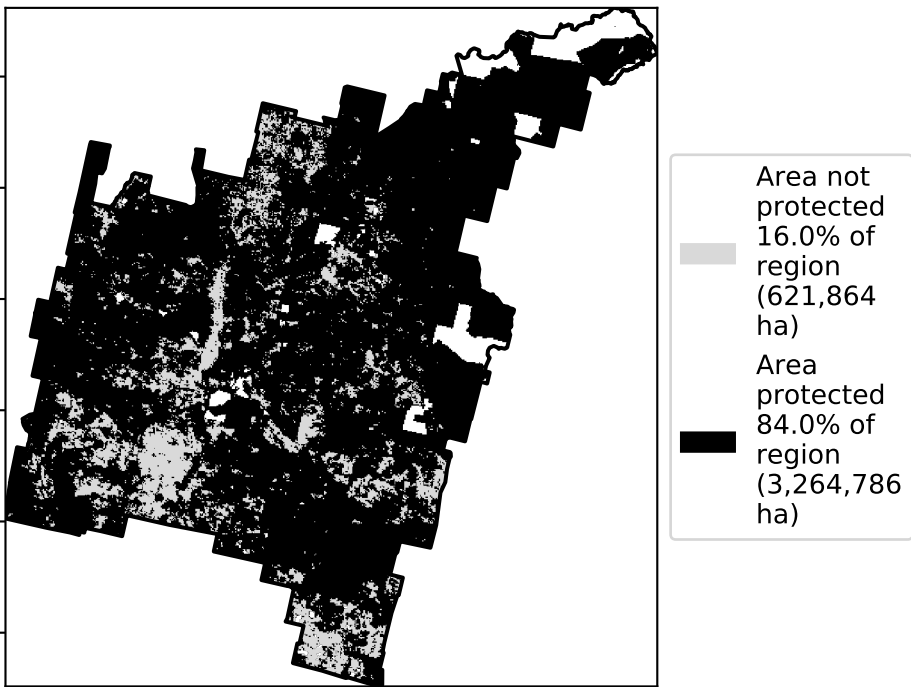 Area not
protected
16.0% of
region
(621,864
ha)
Area
protected
84.0% of
region
(3,264,786
ha)